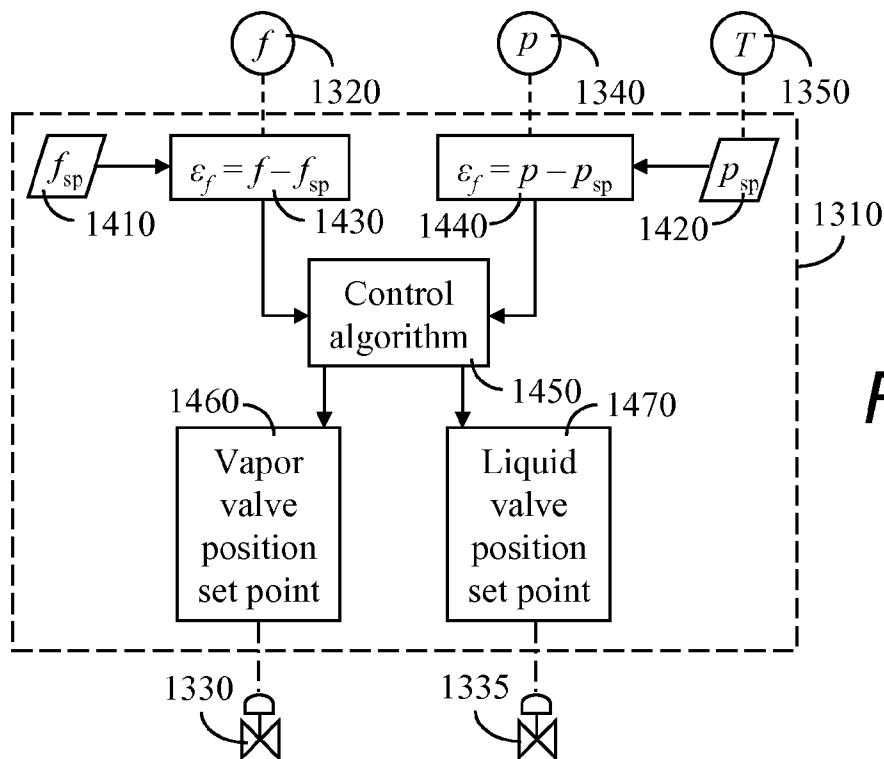 f
p
T
1320
1340
1350
f_sp
ε_f = f – f_sp
ε_f = p – p_sp
p_sp
1410
1430
1440
1420
1310
Control
algorithm
1450
1460
1470
Vapor
valve
position
set point
Liquid
valve
position
set point
1330
1335